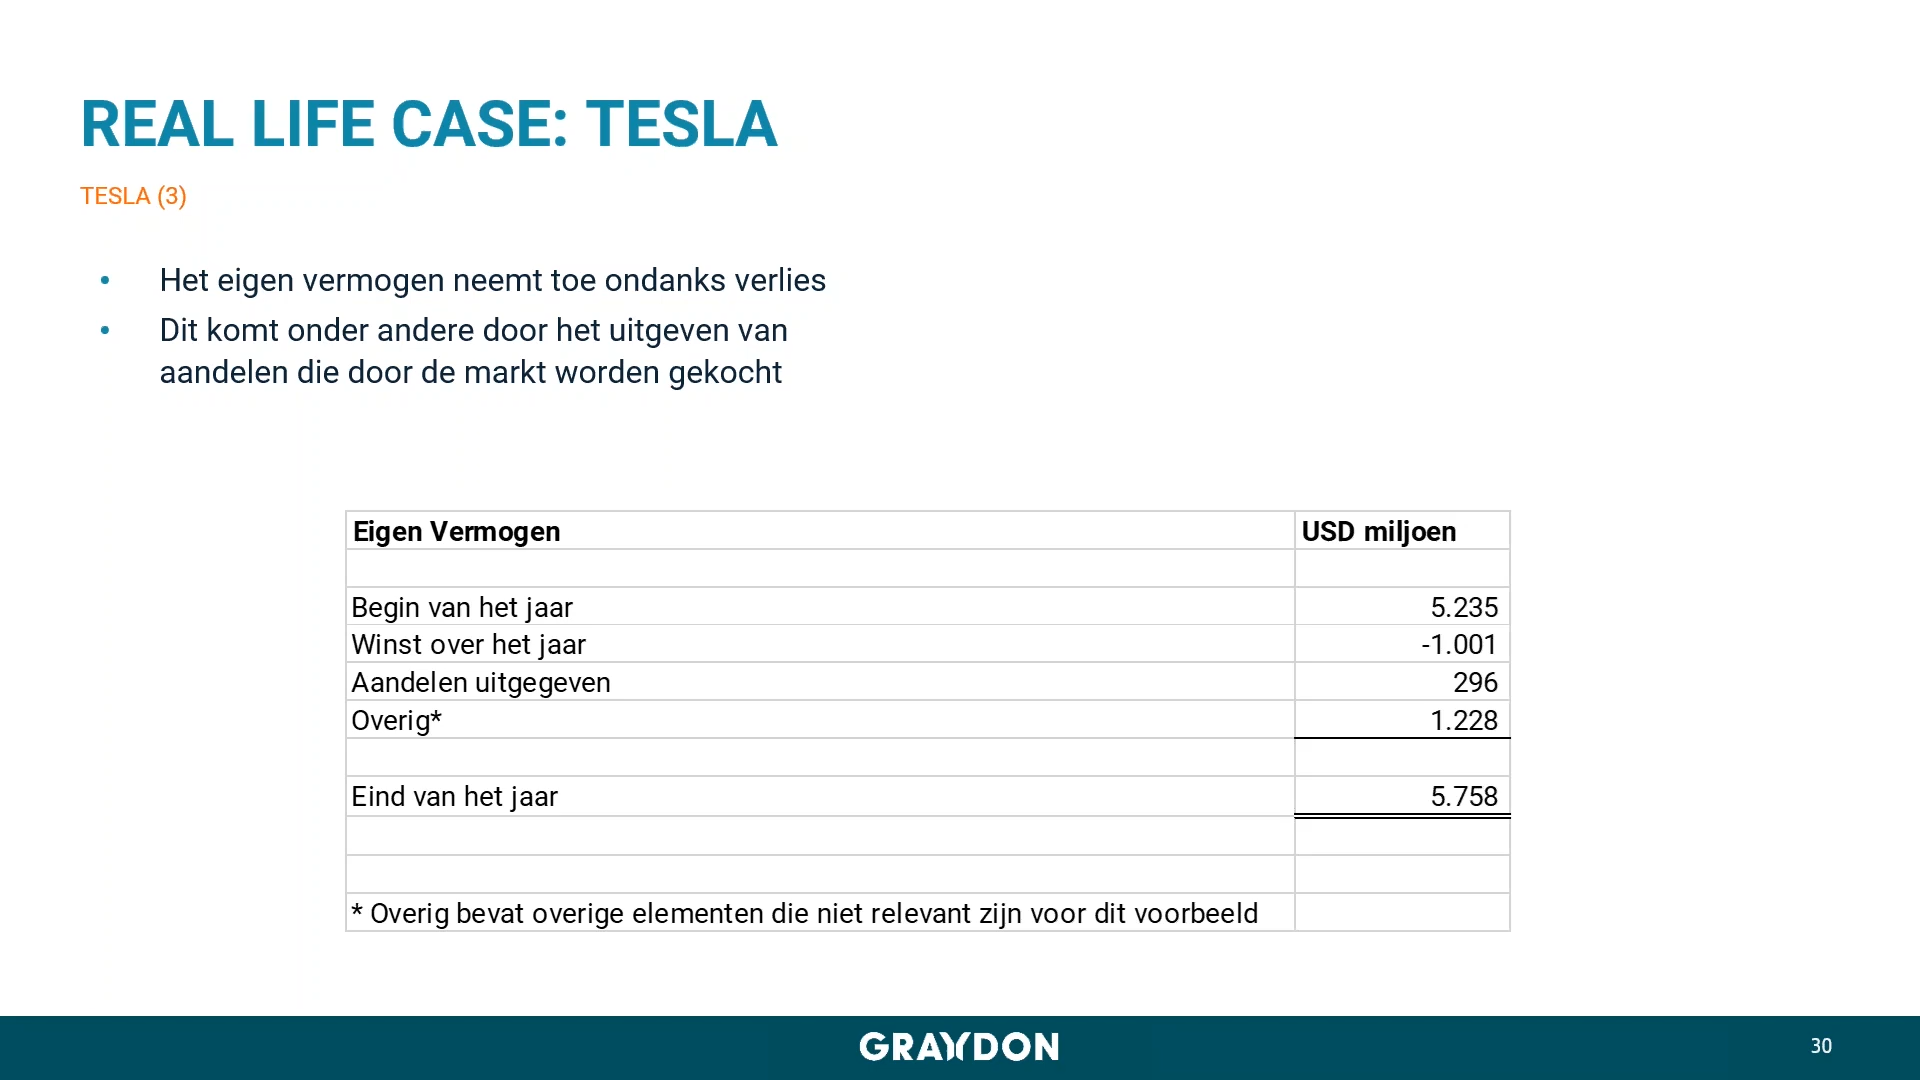 REAL LIFE CASE: TESLA
TESLA (3)
• Het eigen vermogen neemt toe ondanks verlies
• Dit komt onder andere door het uitgeven van
aandelen die door de markt worden gekocht
Eigen Vermogen USD miljoen
Begin van het jaar 5.235
Winst over het jaar -1.001
Aandelen uitgegeven 296
Overig* 1.228
Eind van het jaar 5.758
* Overig bevat overige elementen die niet relevant zijn voor dit voorbeeld
GRAYDON
30